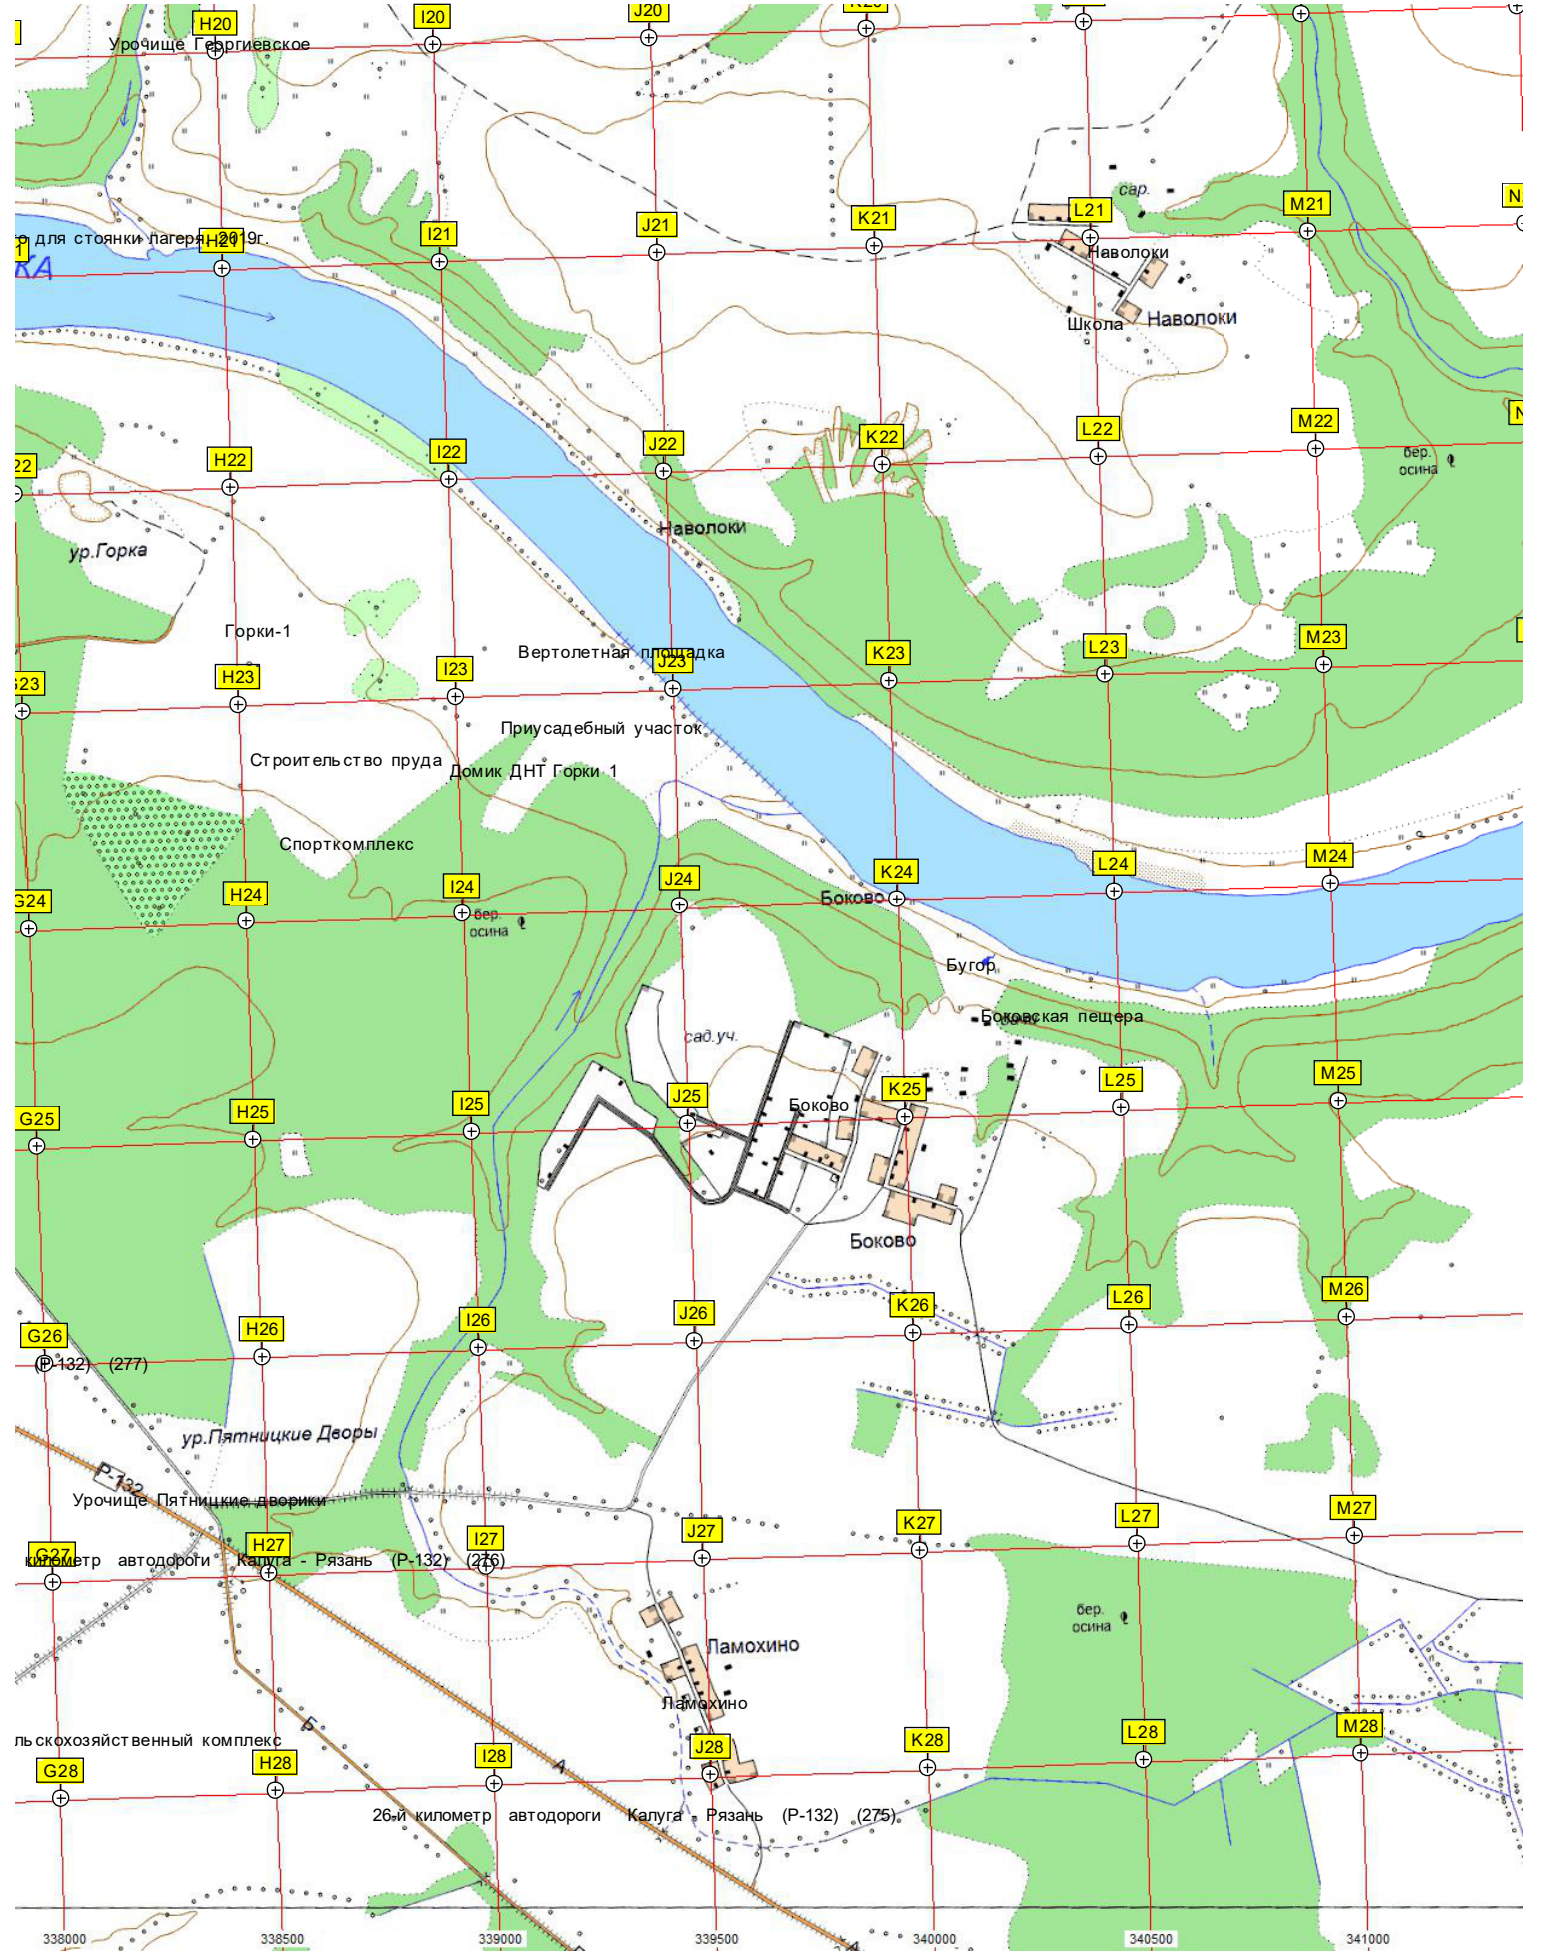 H20
I20
J20
Урочище Георгиевское
сар.
H21
I21
J21
K21
L21
M21
для стоянки лагеря, 2019г.
КА
Наволоки
Школа
Наволоки
H22
I22
J22
K22
L22
M22
бер.
осина
Наволоки
ур.Горка
Горки-1
Вертолетная площадка
H23
I23
J23
K23
L23
M23
Приусадебный участок
Строительство пруда
Домик ДНТ Горки 1
Спорткомплекс
H24
I24
J24
K24
L24
M24
бер.
осина
Боково
Бугор
Боковская пещера
сад.уч.
G25
H25
I25
J25
K25
L25
M25
Боково
Боково
G26
H26
I26
J26
K26
L26
M26
(Р-132) (277)
ур.Пятницкие Дворы
Р-132
Урочище Пятницкие дворики
G27
H27
I27
J27
K27
L27
M27
километр автодороги Калуга - Рязань (Р-132) (276)
бер.
осина
Ламохино
Ламохино
Б
льскохозяйственный комплекс
G28
H28
I28
J28
K28
L28
M28
А
26-й километр автодороги Калуга - Рязань (Р-132) (275)
338000
338500
339000
339500
340000
340500
341000